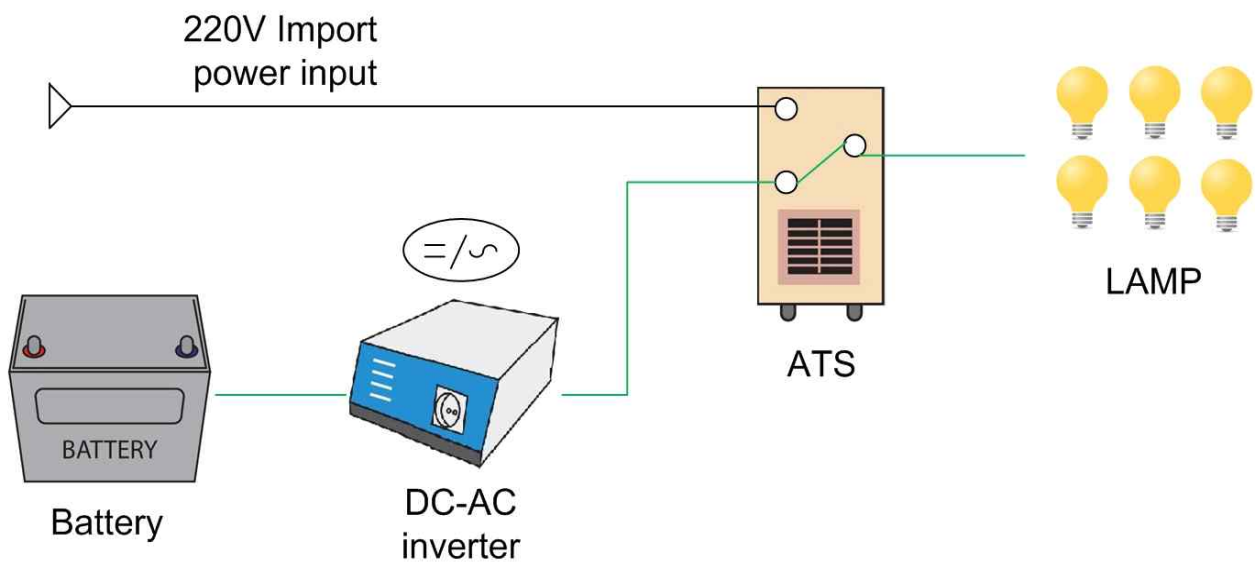 220V Import
power input
LAMP
ATS
BATTERY
Battery
DC-AC
inverter